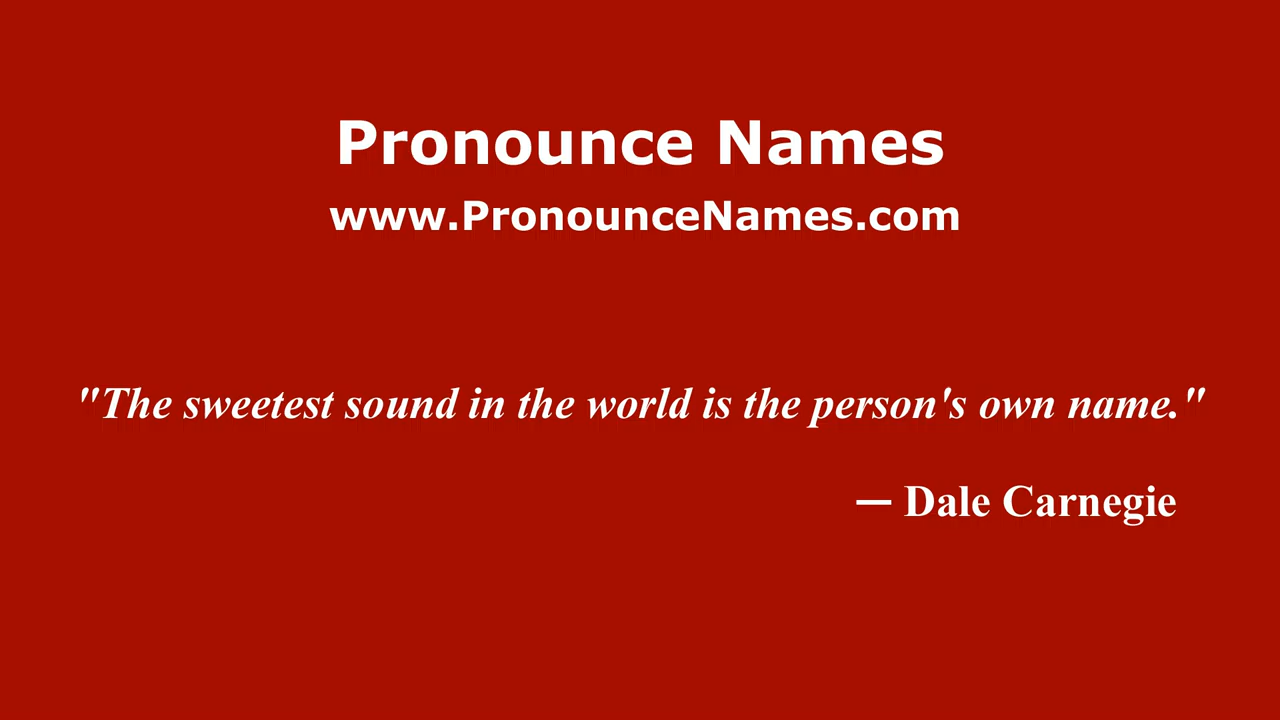 Pronounce Names
www.PronounceNames.com
"The sweetest sound in the world is the person's own name."
— Dale Carnegie